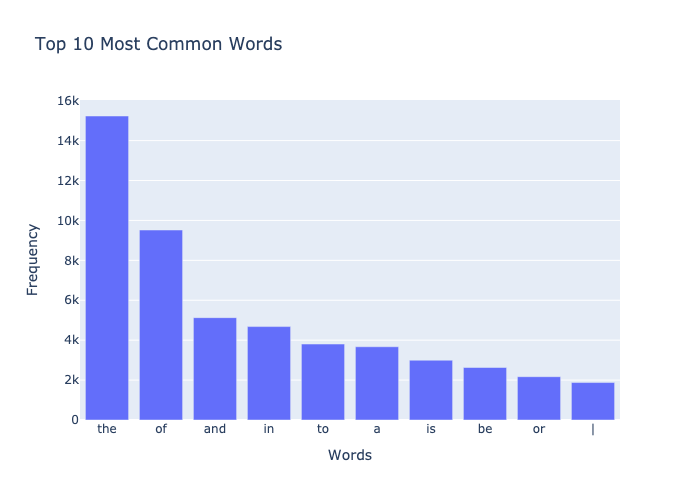 Top 10 Most Common Words
16k
14k
12k
10k
8k
6k
4k
2k
0
Frequency
the of and in to a is be or |
Words